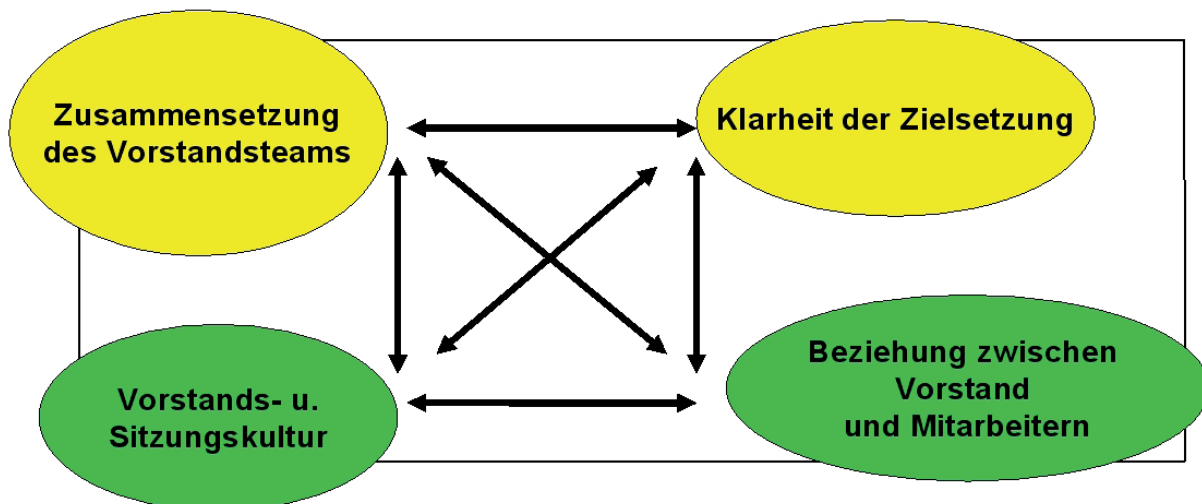 Zusammensetzung
des Vorstandsteams
Klarheit der Zielsetzung
Vorstands- u.
Sitzungskultur
Beziehung zwischen
Vorstand
und Mitarbeitern